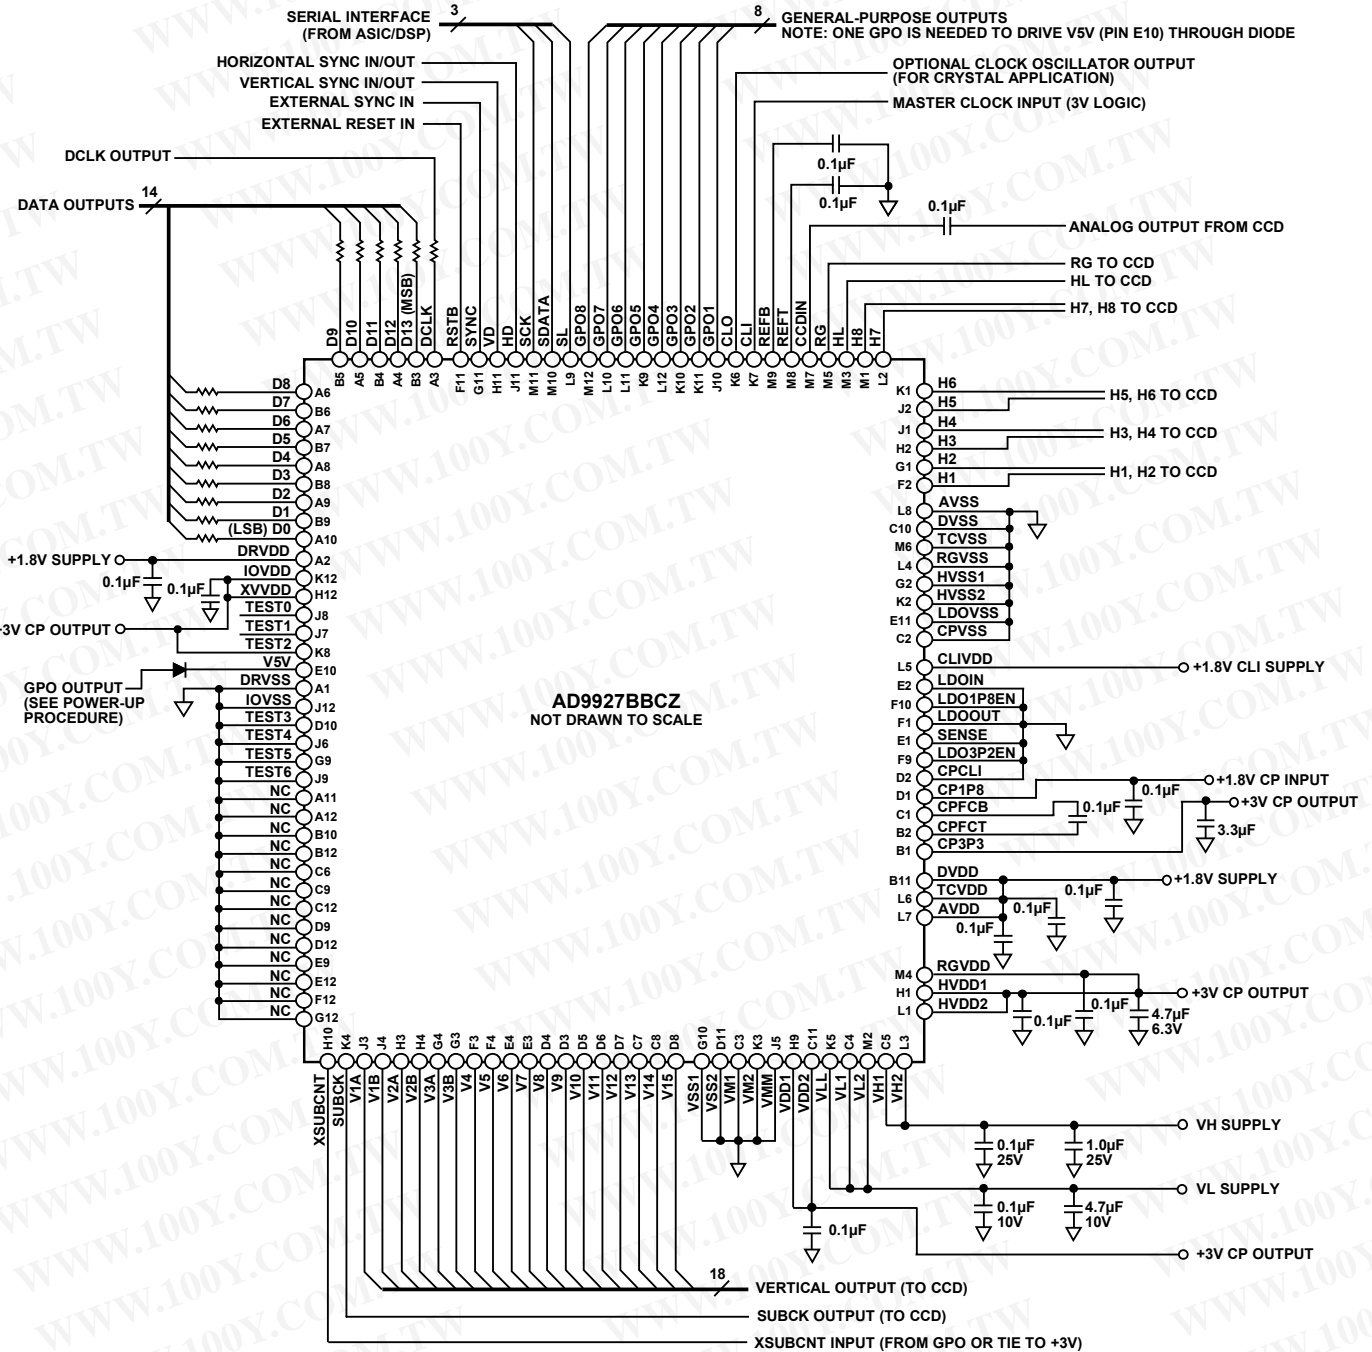 SERIAL INTERFACE
(FROM ASIC/DSP)
3
8
GENERAL-PURPOSE OUTPUTS
NOTE: ONE GPO IS NEEDED TO DRIVE V5V (PIN E10) THROUGH DIODE
HORIZONTAL SYNC IN/OUT
VERTICAL SYNC IN/OUT
EXTERNAL SYNC IN
EXTERNAL RESET IN
OPTIONAL CLOCK OSCILLATOR OUTPUT
(FOR CRYSTAL APPLICATION)
MASTER CLOCK INPUT (3V LOGIC)
DCLK OUTPUT
0.1µF
0.1µF
DATA OUTPUTS
14
0.1µF
ANALOG OUTPUT FROM CCD
RG TO CCD
HL TO CCD
H7, H8 TO CCD
D9
D10
D11
D12
D13 (MSB)
DCLK
RSTB
SYNC
VD
HD
SCK
SDATA
SL
GPO8
GPO7
GPO6
GPO5
GPO4
GPO3
GPO2
GPO1
CLO
CLI
REFB
REFT
CCDIN
RG
HL
H8
H7
B5
A5
B4
A4
B3
A3
F11
G11
H11
J11
M11
M10
L9
M12
L10
L11
K9
L12
K10
K11
J10
K6
K7
M9
M8
M7
M5
M3
M1
L2
D8 A6
D7 B6
D6 A7
D5 B7
D4 A8
D3 B8
D2 A9
D1 B9
(LSB) D0 A10
+1.8V SUPPLY
DRVDD A2
0.1µF
0.1µF
IOVDD K12
XVVDD H12
TEST0 J8
TEST1 J7
+3V CP OUTPUT
TEST2 K8
V5V E10
GPO OUTPUT
(SEE POWER-UP
PROCEDURE)
DRVSS A1
IOVSS J12
TEST3 D10
TEST4 J6
TEST5 G9
TEST6 J9
NC A11
NC A12
NC B10
NC B12
NC C6
NC C9
NC C12
NC D9
NC D12
NC E9
NC E12
NC F12
NC G12
AD9927BBCZ
NOT DRAWN TO SCALE
K1 H6
J2 H5
H5, H6 TO CCD
J1 H4
H2 H3
H3, H4 TO CCD
G1 H2
F2 H1
H1, H2 TO CCD
L8 AVSS
C10 DVSS
M6 TCVSS
L4 RGVSS
G2 HVSS1
K2 HVSS2
E11 LDOVSS
C2 CPVSS
L5 CLIVDD
+1.8V CLI SUPPLY
E2 LDOIN
F10 LDO1P8EN
F1 LDOOUT
E1 SENSE
F9 LDO3P2EN
D2 CPCLI
D1 CP1P8
+1.8V CP INPUT
0.1µF
C1 CPFCB
0.1µF
+3V CP OUTPUT
B2 CPFCT
3.3µF
B1 CP3P3
B11 DVDD
+1.8V SUPPLY
L6 TCVDD
0.1µF
L7 AVDD
0.1µF
0.1µF
M4 RGVDD
H1 HVDD1
+3V CP OUTPUT
L1 HVDD2
0.1µF
0.1µF
4.7µF
6.3V
H10
K4
J3
J4
H3
H4
G4
G3
F3
F4
E4
E3
D4
D3
D5
D6
D7
C7
C8
D8
G10
D11
C3
K3
J5
H9
C11
K5
C4
M2
C5
L3
XSUBCNT
SUBCK
V1A
V1B
V2A
V2B
V3A
V3B
V4
V5
V6
V7
V8
V9
V10
V11
V12
V13
V14
V15
VSS1
VSS2
VM1
VM2
VMM
VDD1
VDD2
VLL
VL1
VL2
VH1
VH2
VH SUPPLY
0.1µF
25V
1.0µF
25V
VL SUPPLY
0.1µF
10V
4.7µF
10V
0.1µF
+3V CP OUTPUT
18
VERTICAL OUTPUT (TO CCD)
SUBCK OUTPUT (TO CCD)
XSUBCNT INPUT (FROM GPO OR TIE TO +3V)
WWW.100Y.COM.TW